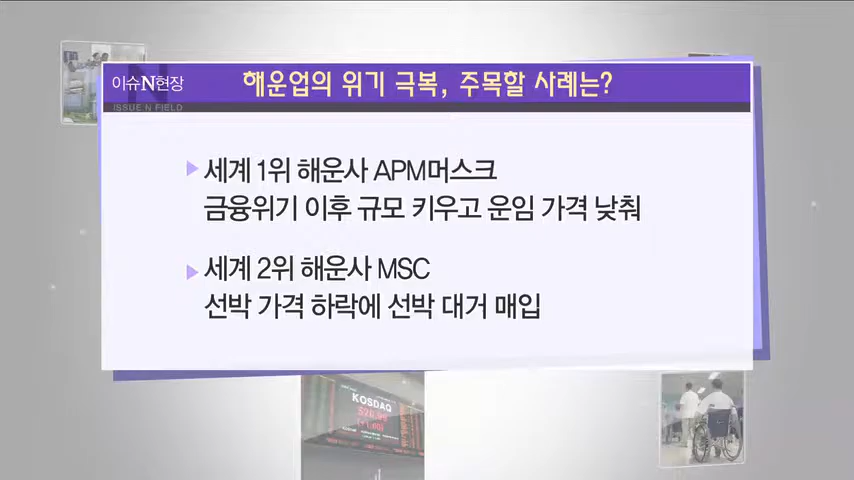 이슈N현장
ISSUE N FIELD
해운업의 위기 극복, 주목할 사례는?
세계 1위 해운사 APM머스크
금융위기 이후 규모 키우고 운임 가격 낮춰
세계 2위 해운사 MSC
선박 가격 하락에 선박 대거 매입
KOSDAQ